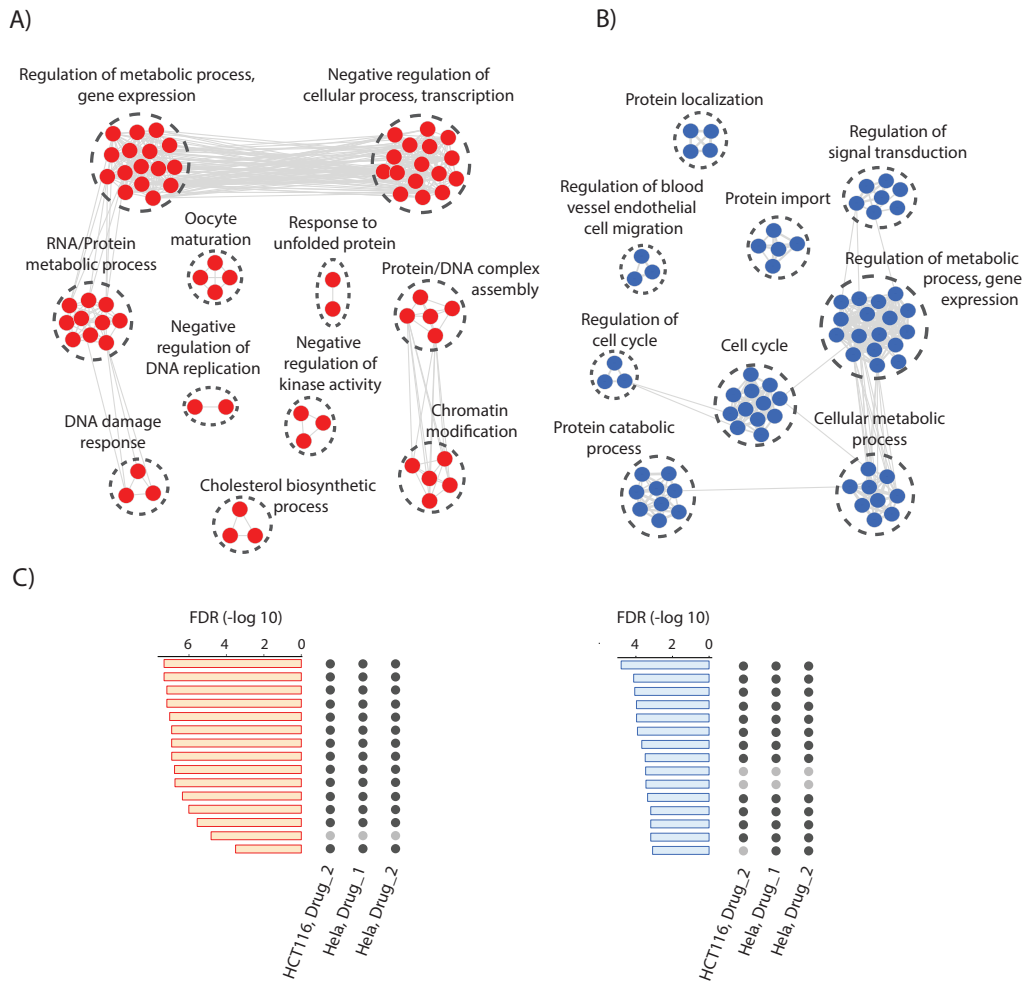 A)
Regulation of metabolic process,
gene expression
Negative regulation of
cellular process, transcription
Oocyte
maturation
Response to
unfolded protein
RNA/Protein
metabolic process
Protein/DNA complex
assembly
Negative
regulation of
DNA replication
Negative
regulation of
kinase activity
DNA damage
response
Chromatin
modification
Cholesterol biosynthetic
process
B)
Protein localization
Regulation of
signal transduction
Regulation of blood
vessel endothelial
cell migration
Protein import
Regulation of metabolic
process, gene
expression
Regulation of
cell cycle
Cell cycle
Protein catabolic
process
Cellular metabolic
process
C)
FDR (-log 10)
6 4 2 0
HCT116, Drug_2
Hela, Drug_1
Hela, Drug_2
FDR (-log 10)
4 2 0
HCT116, Drug_2
Hela, Drug_1
Hela, Drug_2